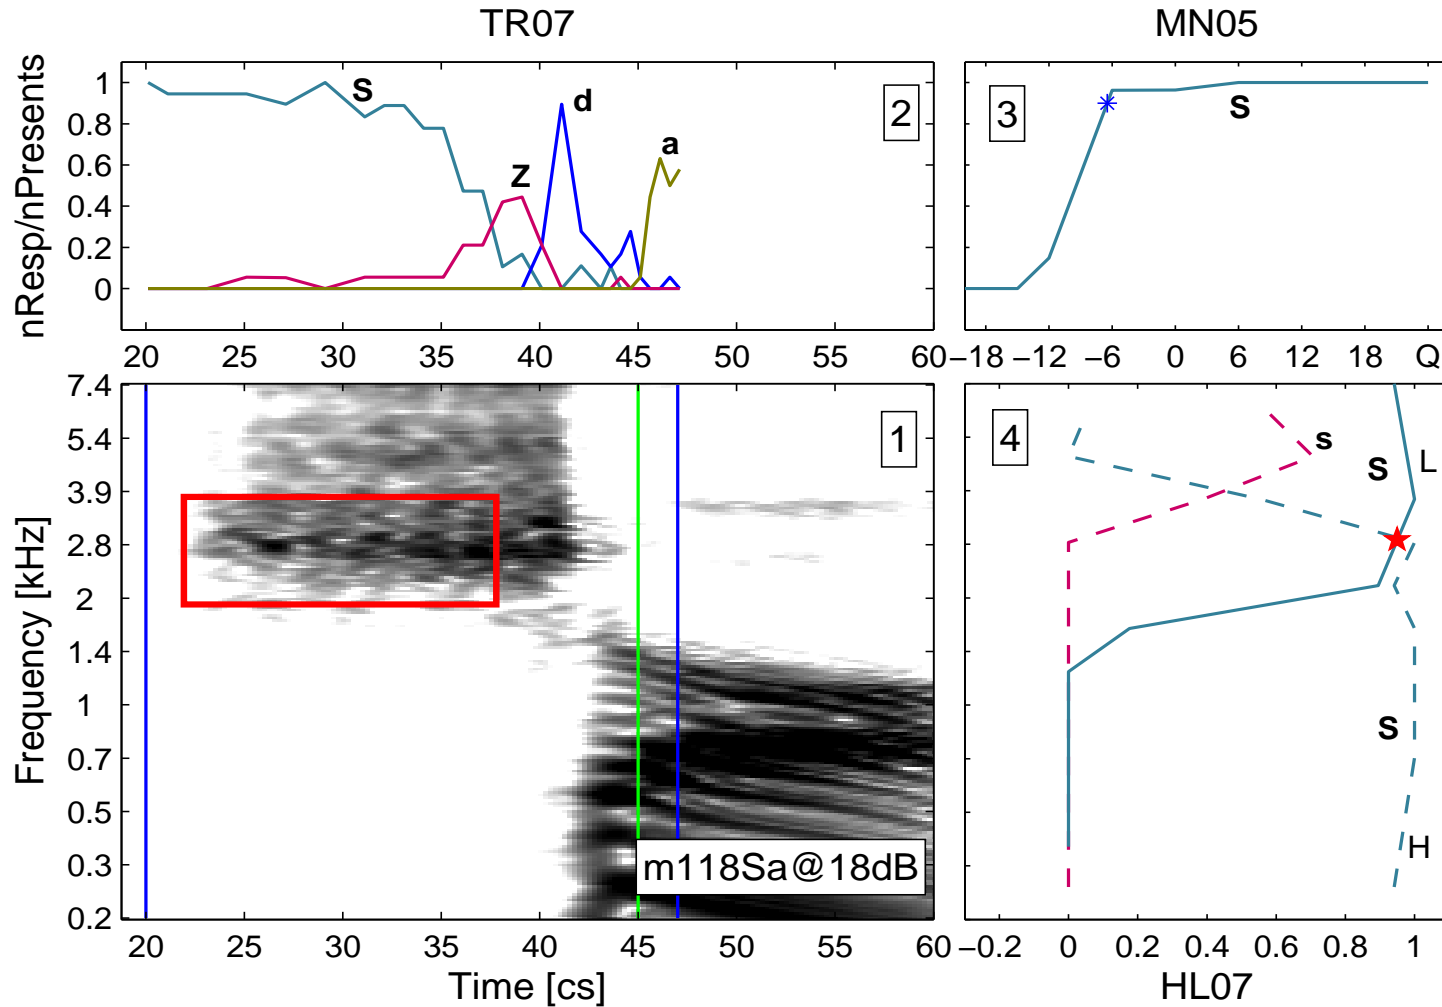 TR07
MN05
nResp/nPresents
1
0.8
0.6
0.4
0.2
0
S
Z
d
a
2
20 25 30 35 40 45 50 55 60
3
S
−18 −12 −6 0 6 12 18 Q
Frequency [kHz]
7.4
5.4
3.9
2.8
2
1.4
1
0.7
0.5
0.3
0.2
1
m118Sa@18dB
20 25 30 35 40 45 50 55 60
Time [cs]
4
s
S
L
S
H
−0.2 0 0.2 0.4 0.6 0.8 1
HL07